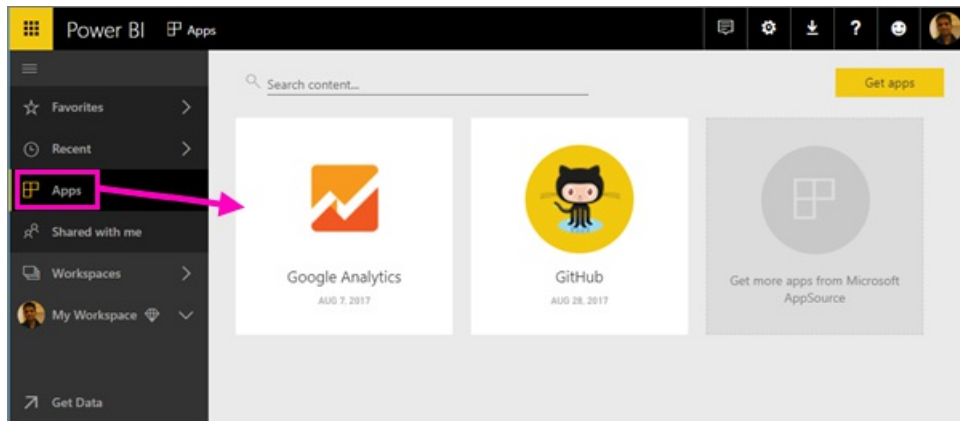 Power BI Apps
Search content...
Get apps
Favorites
Recent
Apps
Shared with me
Workspaces
My Workspace
Get Data
Google Analytics
AUG 7, 2017
GitHub
AUG 28, 2017
Get more apps from Microsoft
AppSource